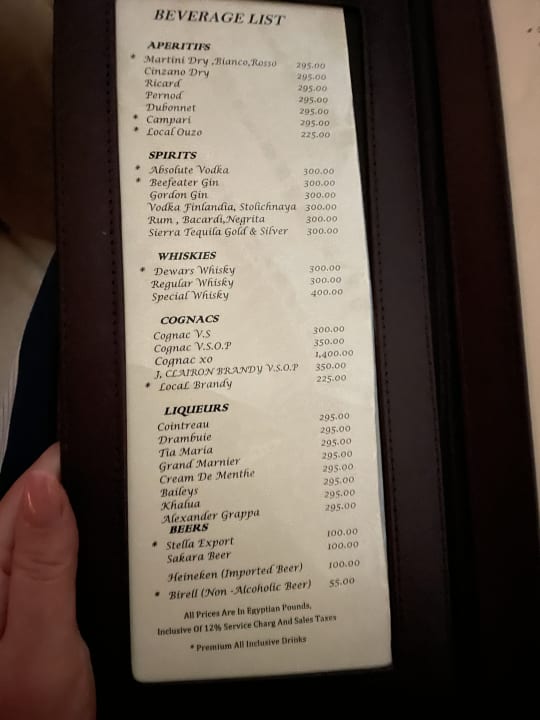 BEVERAGE LIST
APERITIFS
* Martini Dry ,Bianco,Rosso 295.00
Cinzano Dry 295.00
Ricard 295.00
Pernod 295.00
Dubonnet 295.00
* Campari 295.00
* Local Ouzo 225.00
SPIRITS
* Absolute Vodka 300.00
* Beefeater Gin 300.00
Gordon Gin 300.00
Vodka Finlandia, Stolichnaya 300.00
Rum , Bacardi,Negrita 300.00
Sierra Tequila Gold & Silver 300.00
WHISKIES
* Dewars Whisky 300.00
Regular Whisky 300.00
Special Whisky 400.00
COGNACS
Cognac V.S 300.00
Cognac V.S.O.P 350.00
Cognac xo 1,400.00
J, CLAIRON BRANDY V.S.O.P 350.00
* Local Brandy 225.00
LIQUEURS
Cointreau 295.00
Drambuie 295.00
Tia Maria 295.00
Grand Marnier 295.00
Cream De Menthe 295.00
Baileys 295.00
Khalua 295.00
Alexander Grappa 295.00
BEERS
* Stella Export 100.00
Sakara Beer 100.00
Heineken (Imported Beer) 100.00
* Birell (Non -Alcoholic Beer) 55.00
All Prices Are In Egyptian Pounds,
Inclusive Of 12% Service Charg And Sales Taxes
* Premium All Inclusive Drinks